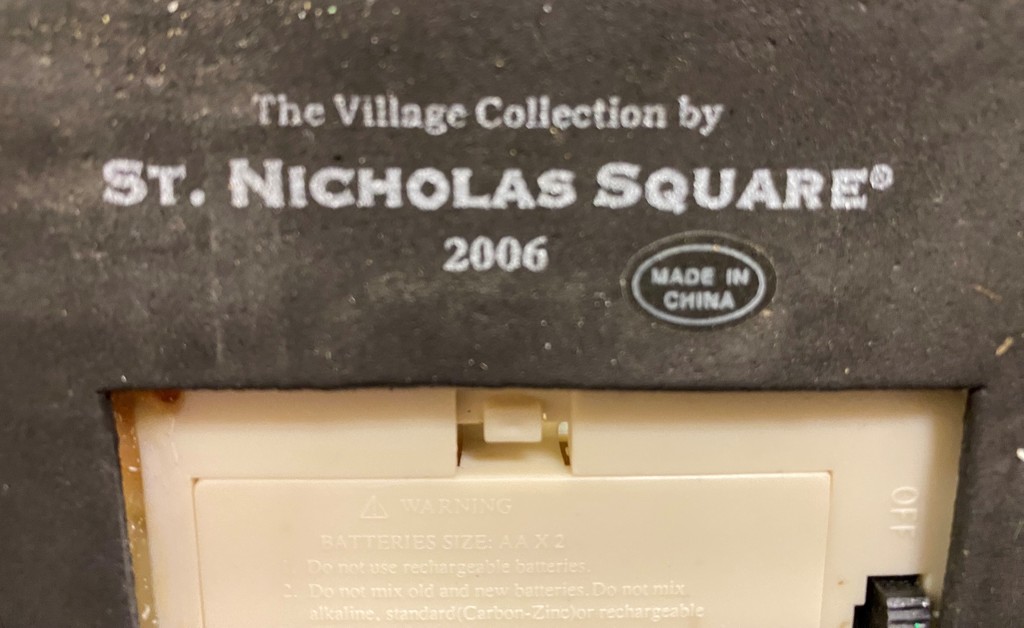 The Village Collection by
ST. NICHOLAS SQUARE®
2006
MADE IN
CHINA
⚠ WARNING
OFF
BATTERIES SIZE: AA X 2
1. Do not use rechargeable batteries.
2. Do not mix old and new batteries. Do not mix
alkaline, standard(Carbon-Zinc)or rechargeable